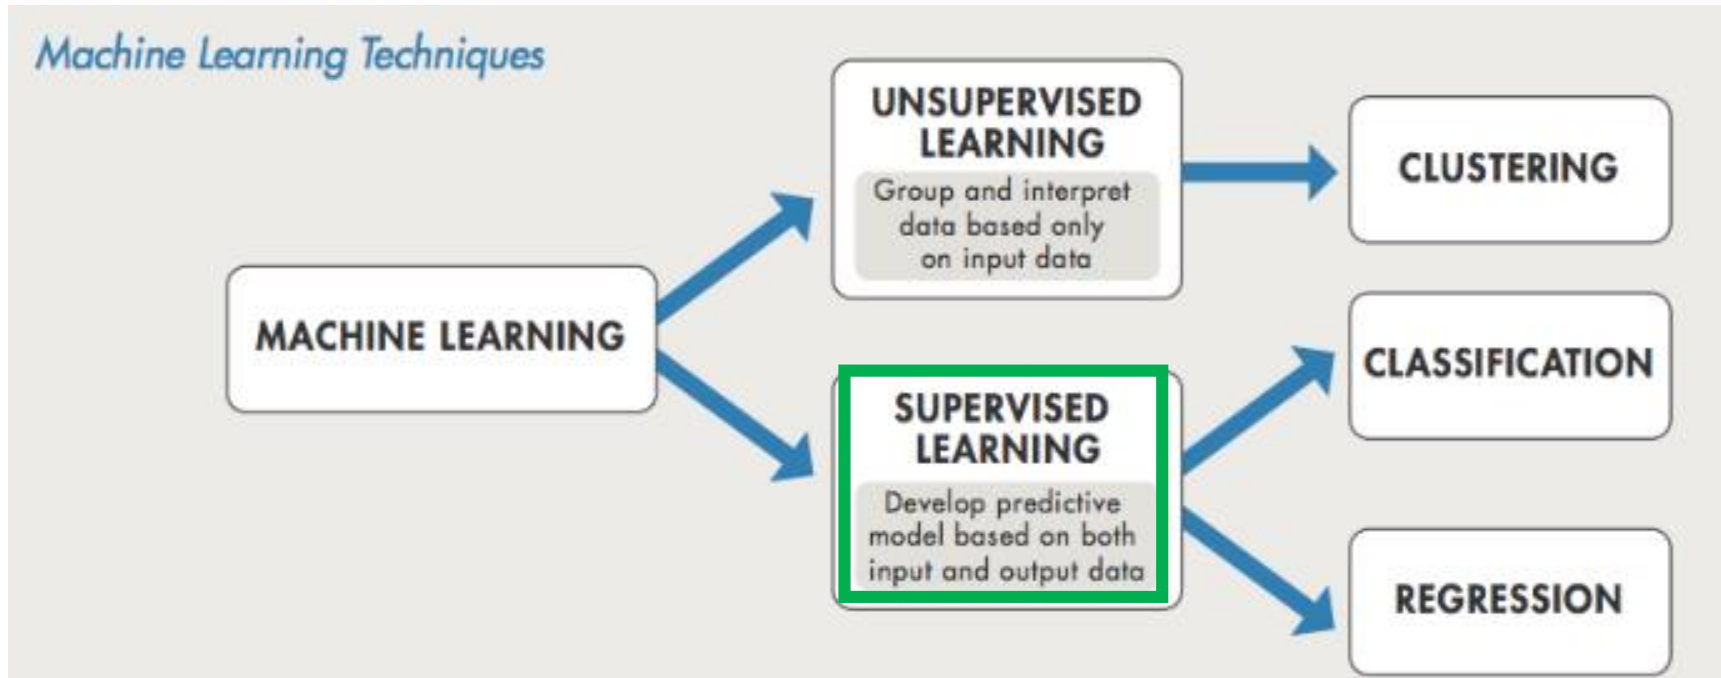 Machine Learning Techniques
MACHINE LEARNING
UNSUPERVISED
LEARNING
Group and interpret
data based only
on input data
CLUSTERING
SUPERVISED
LEARNING
Develop predictive
model based on both
input and output data
CLASSIFICATION
REGRESSION